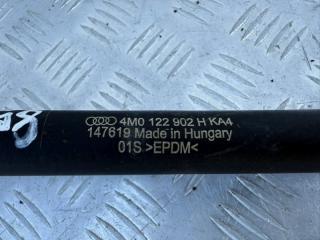 4M0 122 902 H KA4
147619 Made in Hungary
01S >EPDM<